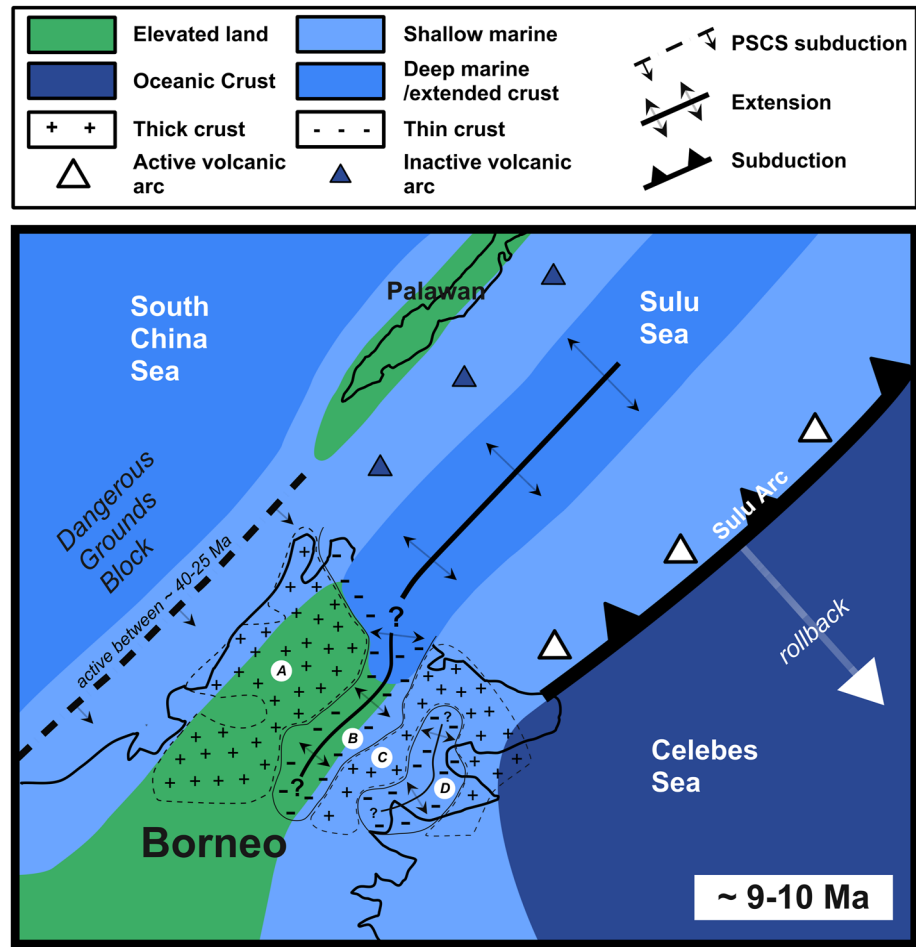 Elevated land
Shallow marine
PSCS subduction
Oceanic Crust
Deep marine
/extended crust
Extension
Thick crust
Thin crust
Active volcanic
arc
Inactive volcanic
arc
Subduction
Palawan
South
China
Sea
Sulu
Sea
Dangerous
Grounds
Block
active between ~ 40-25 Ma
Sulu Arc
rollback
?
A
?
B
C
?
D
?
?
Celebes
Sea
Borneo
~ 9-10 Ma